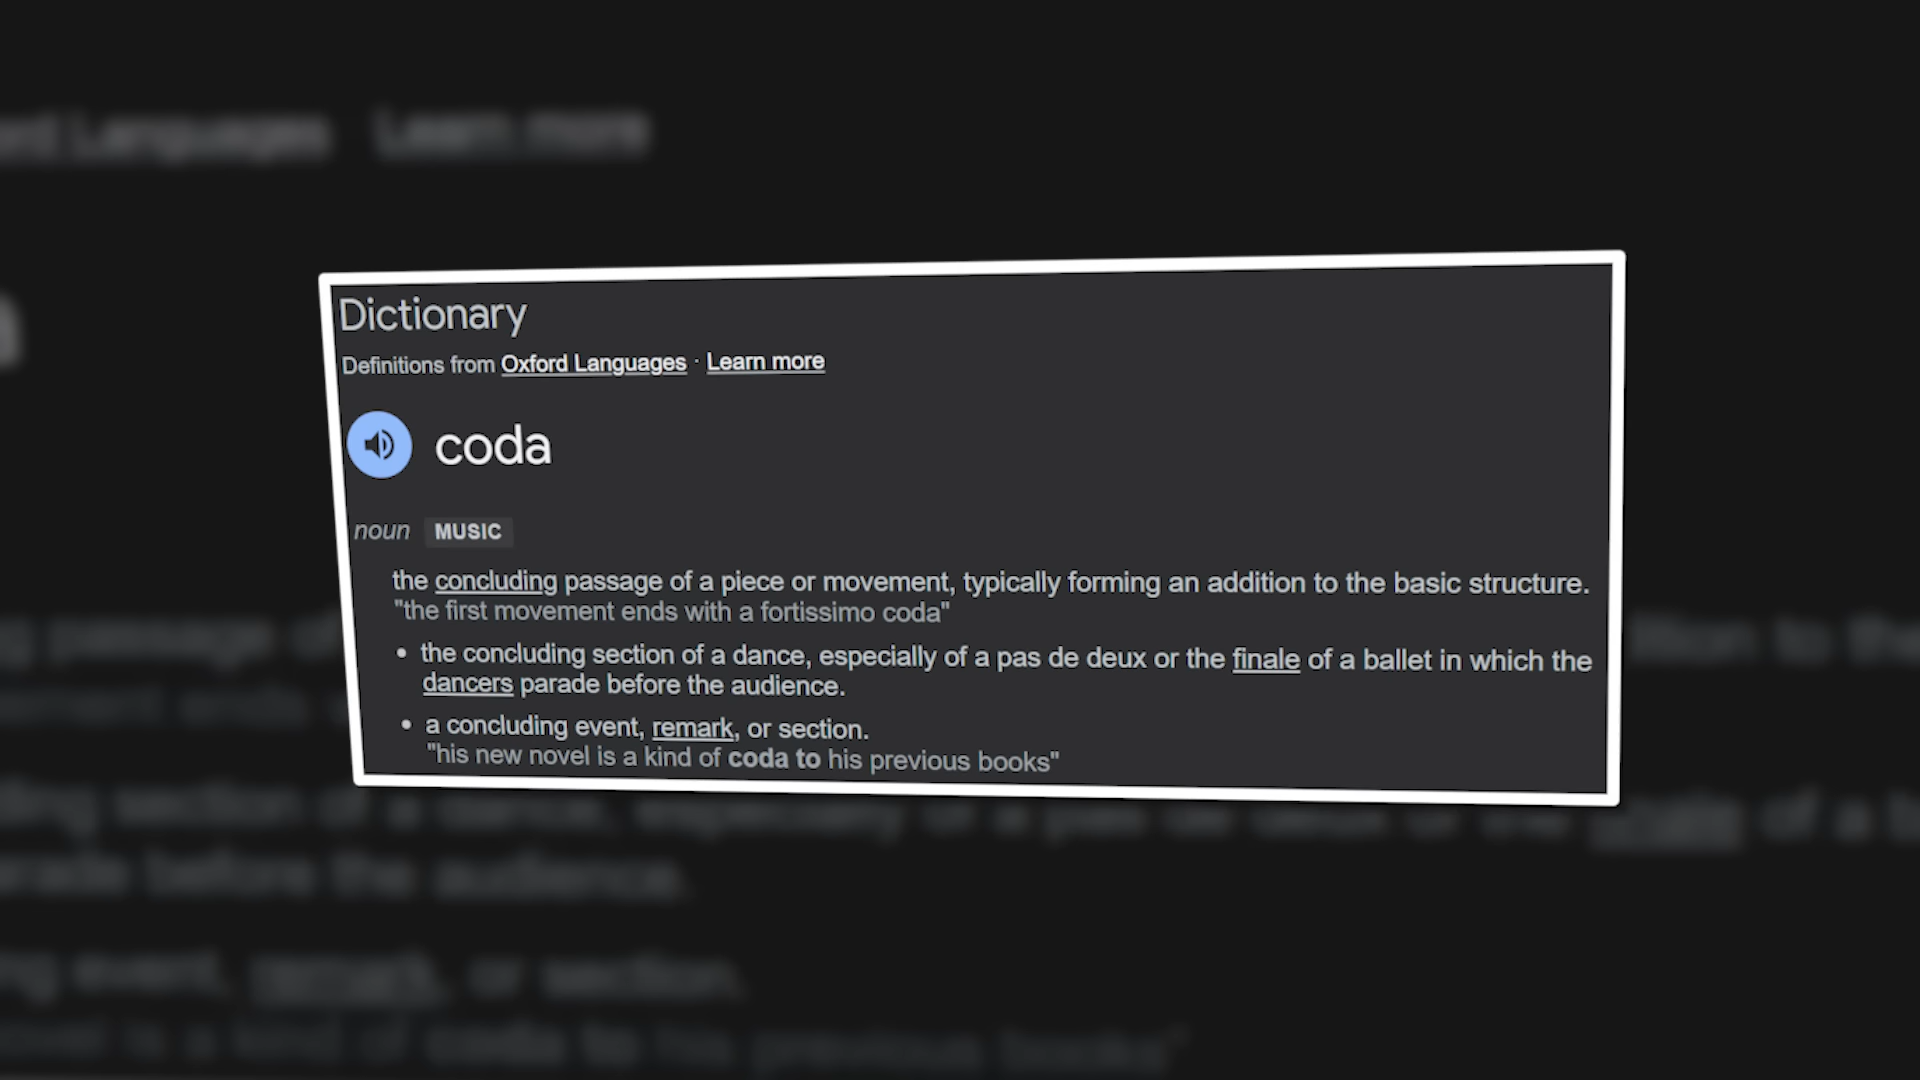 Dictionary
Definitions from Oxford Languages · Learn more
coda
noun MUSIC
the concluding passage of a piece or movement, typically forming an addition to the basic structure.
"the first movement ends with a fortissimo coda"
• the concluding section of a dance, especially of a pas de deux or the finale of a ballet in which the
dancers parade before the audience.
• a concluding event, remark, or section.
"his new novel is a kind of coda to his previous books"